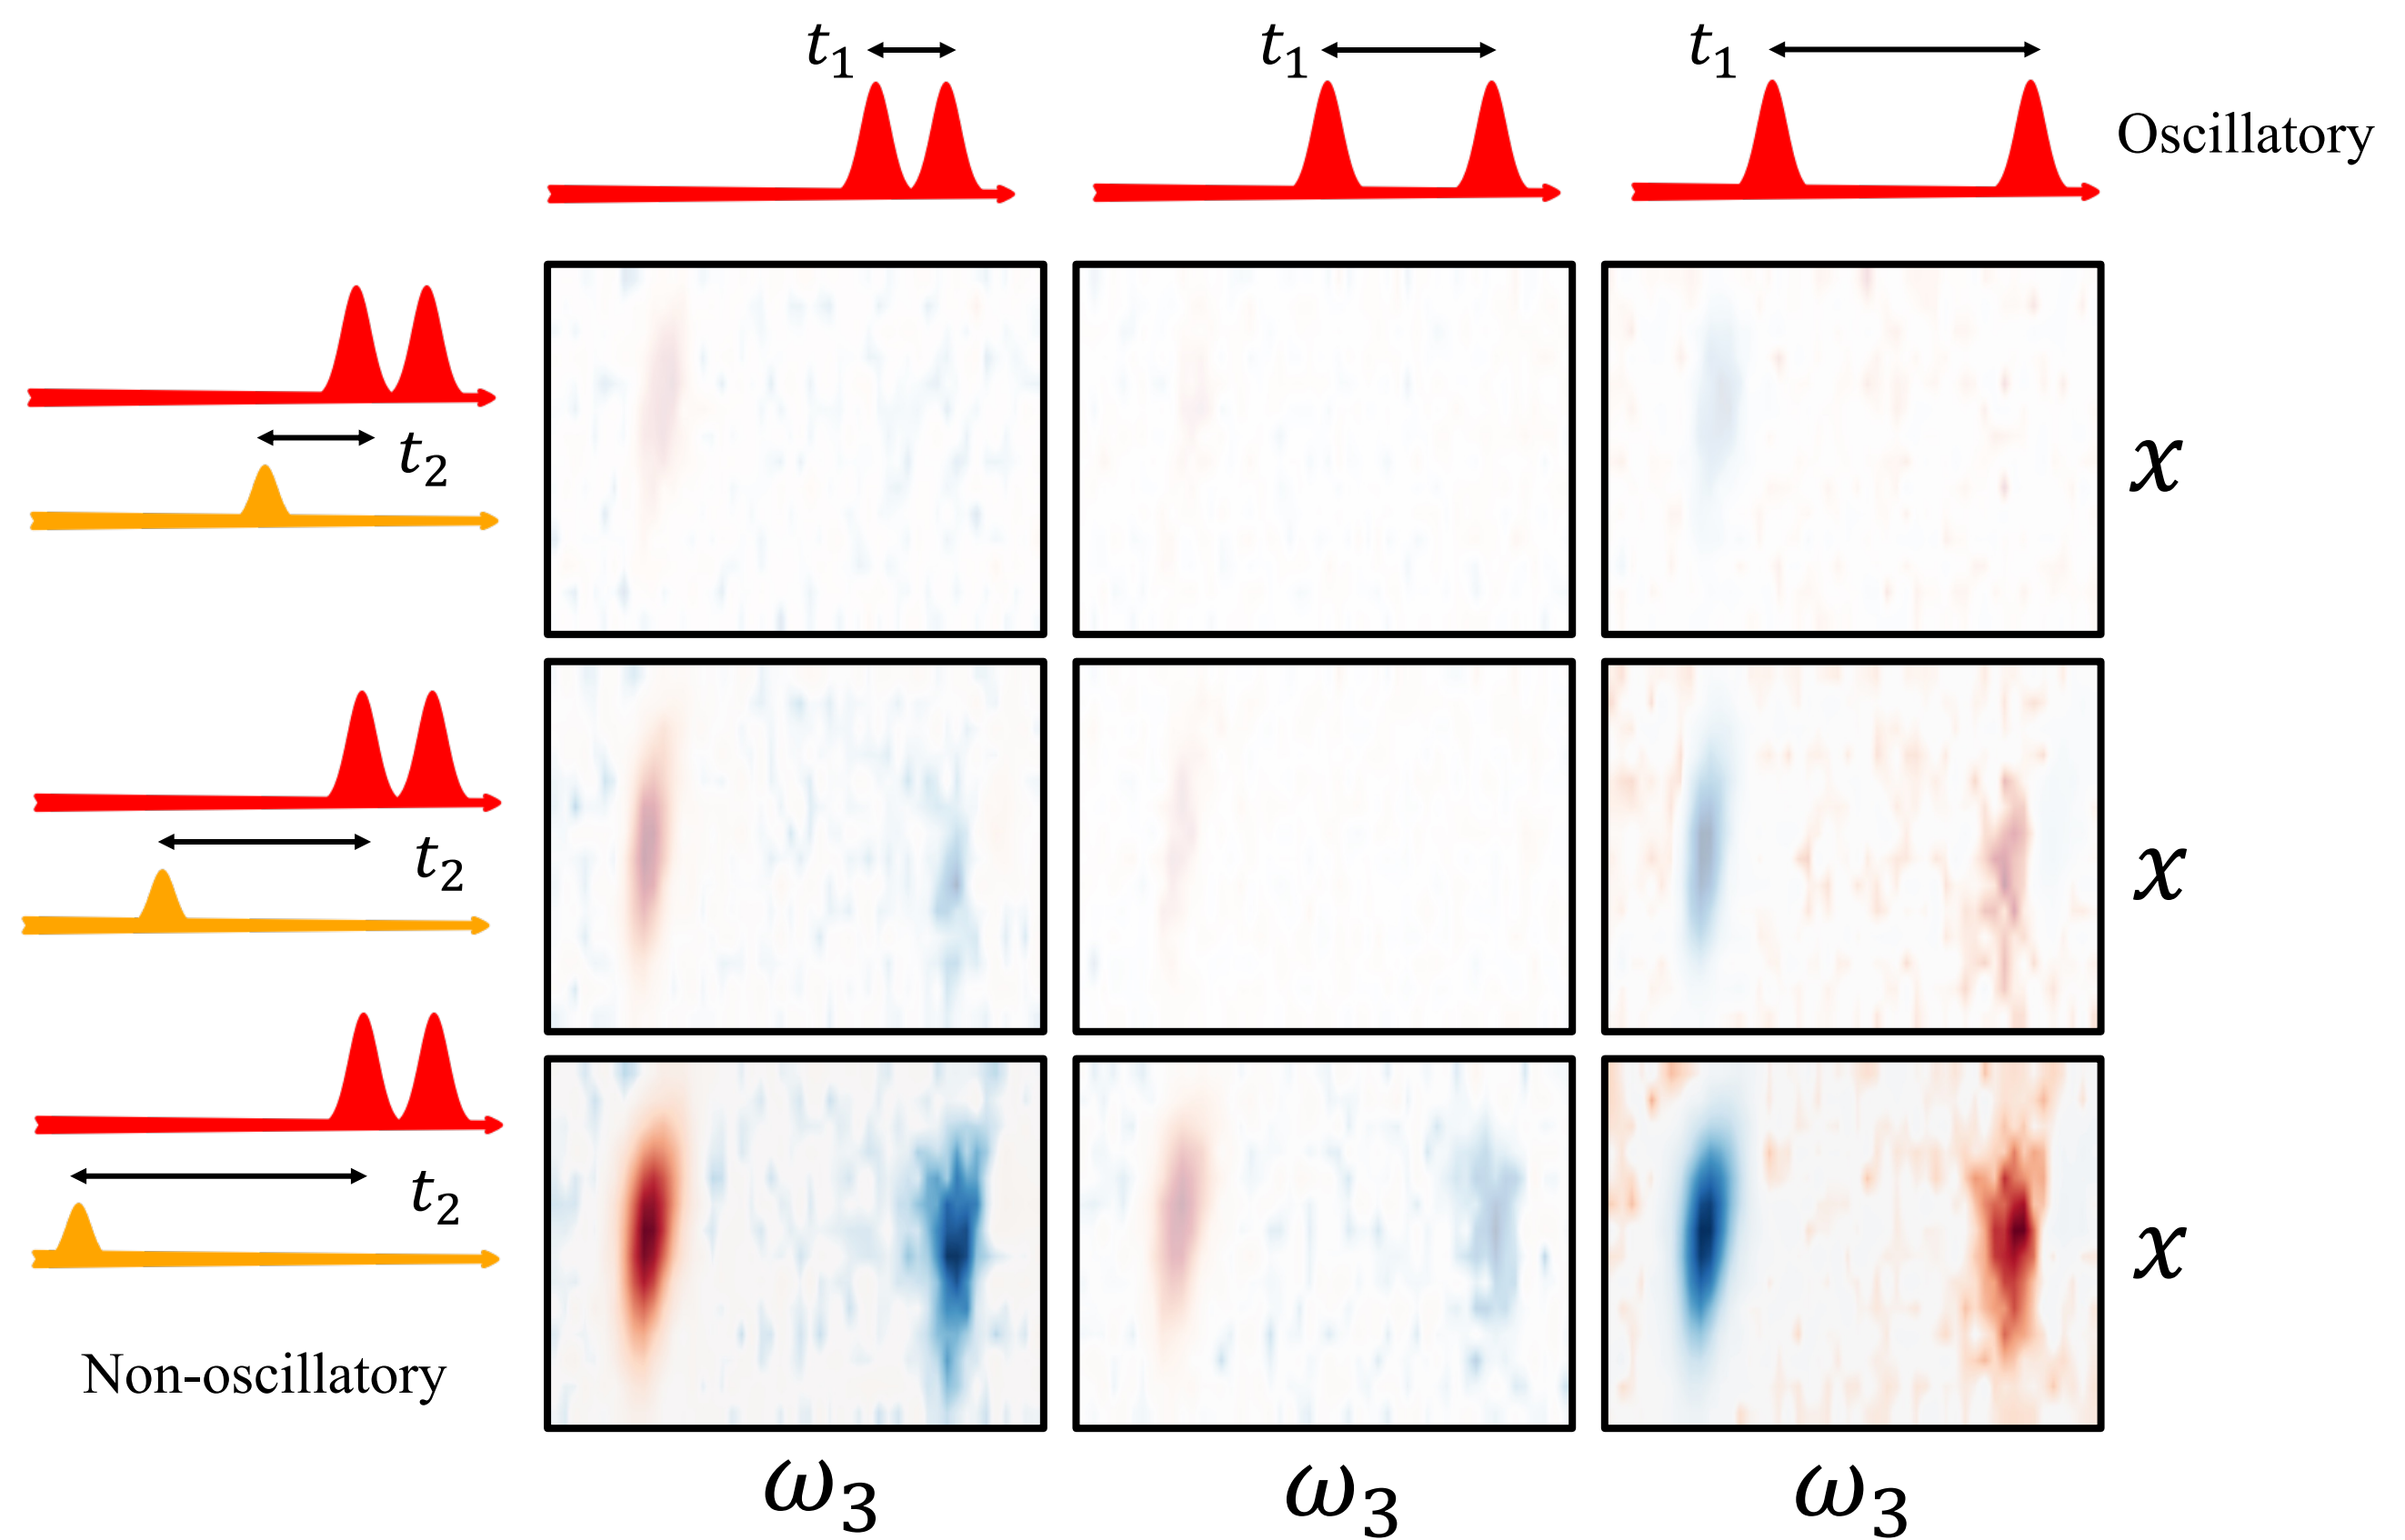 t₁
t₁
t₁
Oscillatory
t₂
x
t₂
x
t₂
x
Non-oscillatory
ω₃
ω₃
ω₃